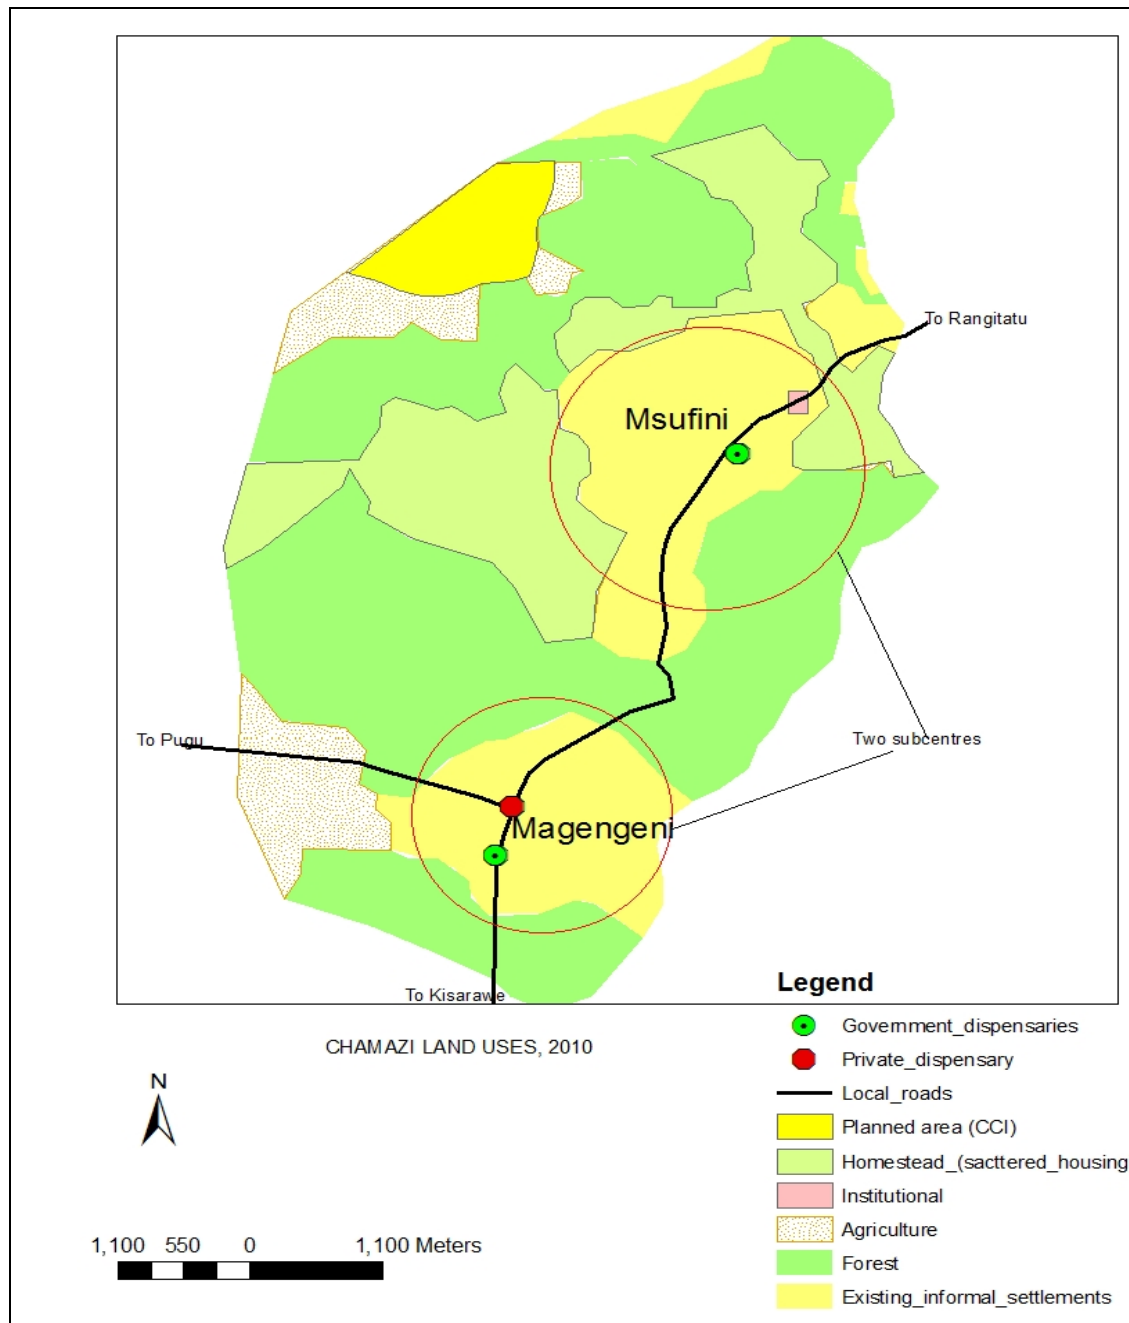 To Rangitatu
Msufini
To Pugu
Two subcentres
Magengeni
To Kisarawe
Legend
Government_dispensaries
Private_dispensary
Local_roads
Planned area (CCI)
Homestead_(sacttered_housing
Institutional
Agriculture
Forest
Existing_informal_settlements
CHAMAZI LAND USES, 2010
N
1,100 550 0 1,100 Meters